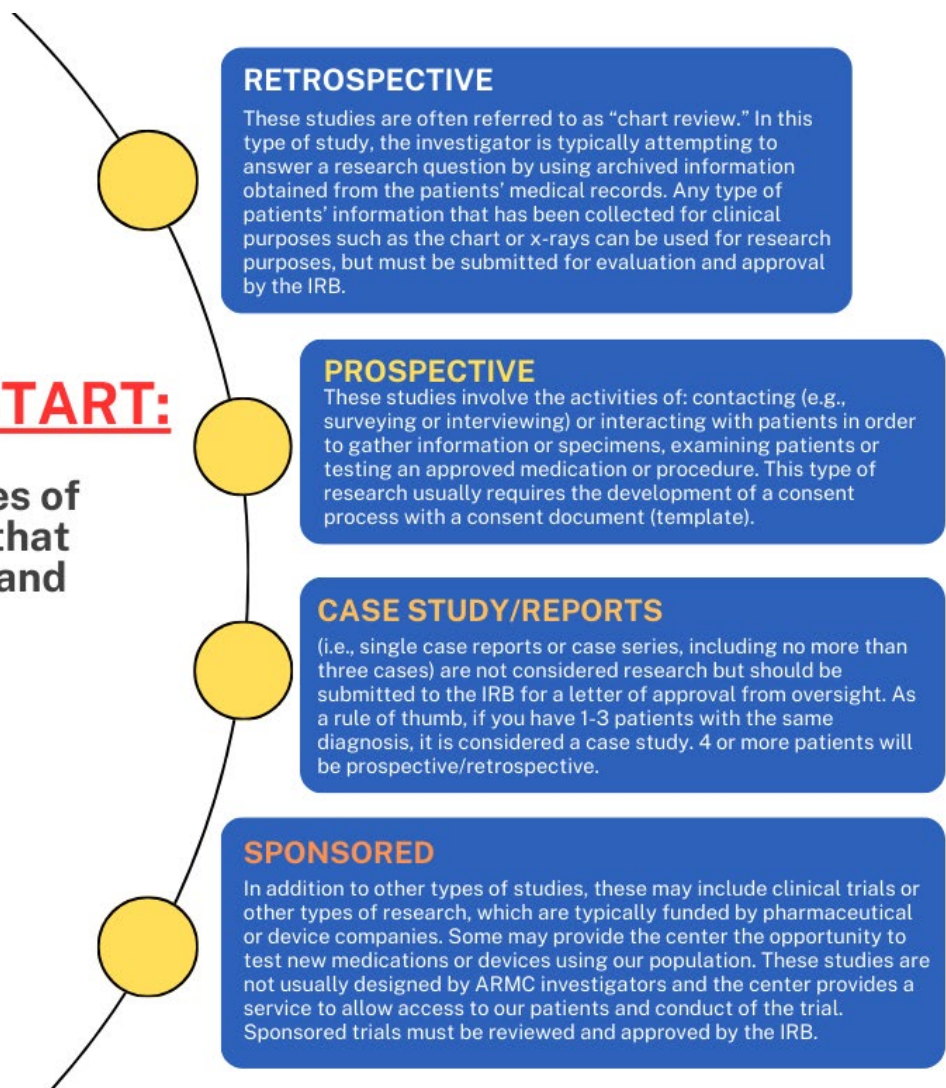 RETROSPECTIVE
These studies are often referred to as “chart review.” In this
type of study, the investigator is typically attempting to
answer a research question by using archived information
obtained from the patients’ medical records. Any type of
patients’ information that has been collected for clinical
purposes such as the chart or x-rays can be used for research
purposes, but must be submitted for evaluation and approval
by the IRB.
PROSPECTIVE
These studies involve the activities of: contacting (e.g.,
surveying or interviewing) or interacting with patients in order
to gather information or specimens, examining patients or
testing an approved medication or procedure. This type of
research usually requires the development of a consent
process with a consent document (template).
TART:
es of
that
and
CASE STUDY/REPORTS
(i.e., single case reports or case series, including no more than
three cases) are not considered research but should be
submitted to the IRB for a letter of approval from oversight. As
a rule of thumb, if you have 1-3 patients with the same
diagnosis, it is considered a case study. 4 or more patients will
be prospective/retrospective.
SPONSORED
In addition to other types of studies, these may include clinical trials or
other types of research, which are typically funded by pharmaceutical
or device companies. Some may provide the center the opportunity to
test new medications or devices using our population. These studies are
not usually designed by ARMC investigators and the center provides a
service to allow access to our patients and conduct of the trial.
Sponsored trials must be reviewed and approved by the IRB.